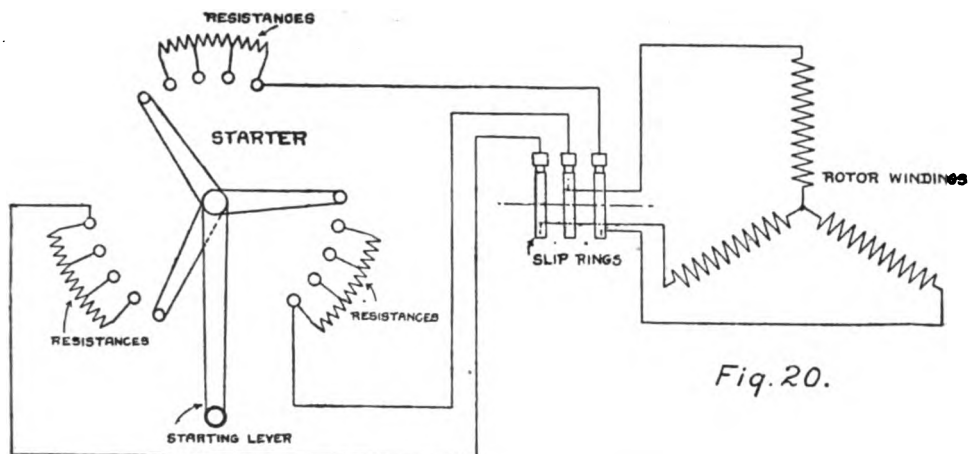 RESISTANCES
STARTER
ROTOR WINDINGS
SLIP RINGS
RESISTANCES
RESISTANCES
Fig. 20.
STARTING LEVER